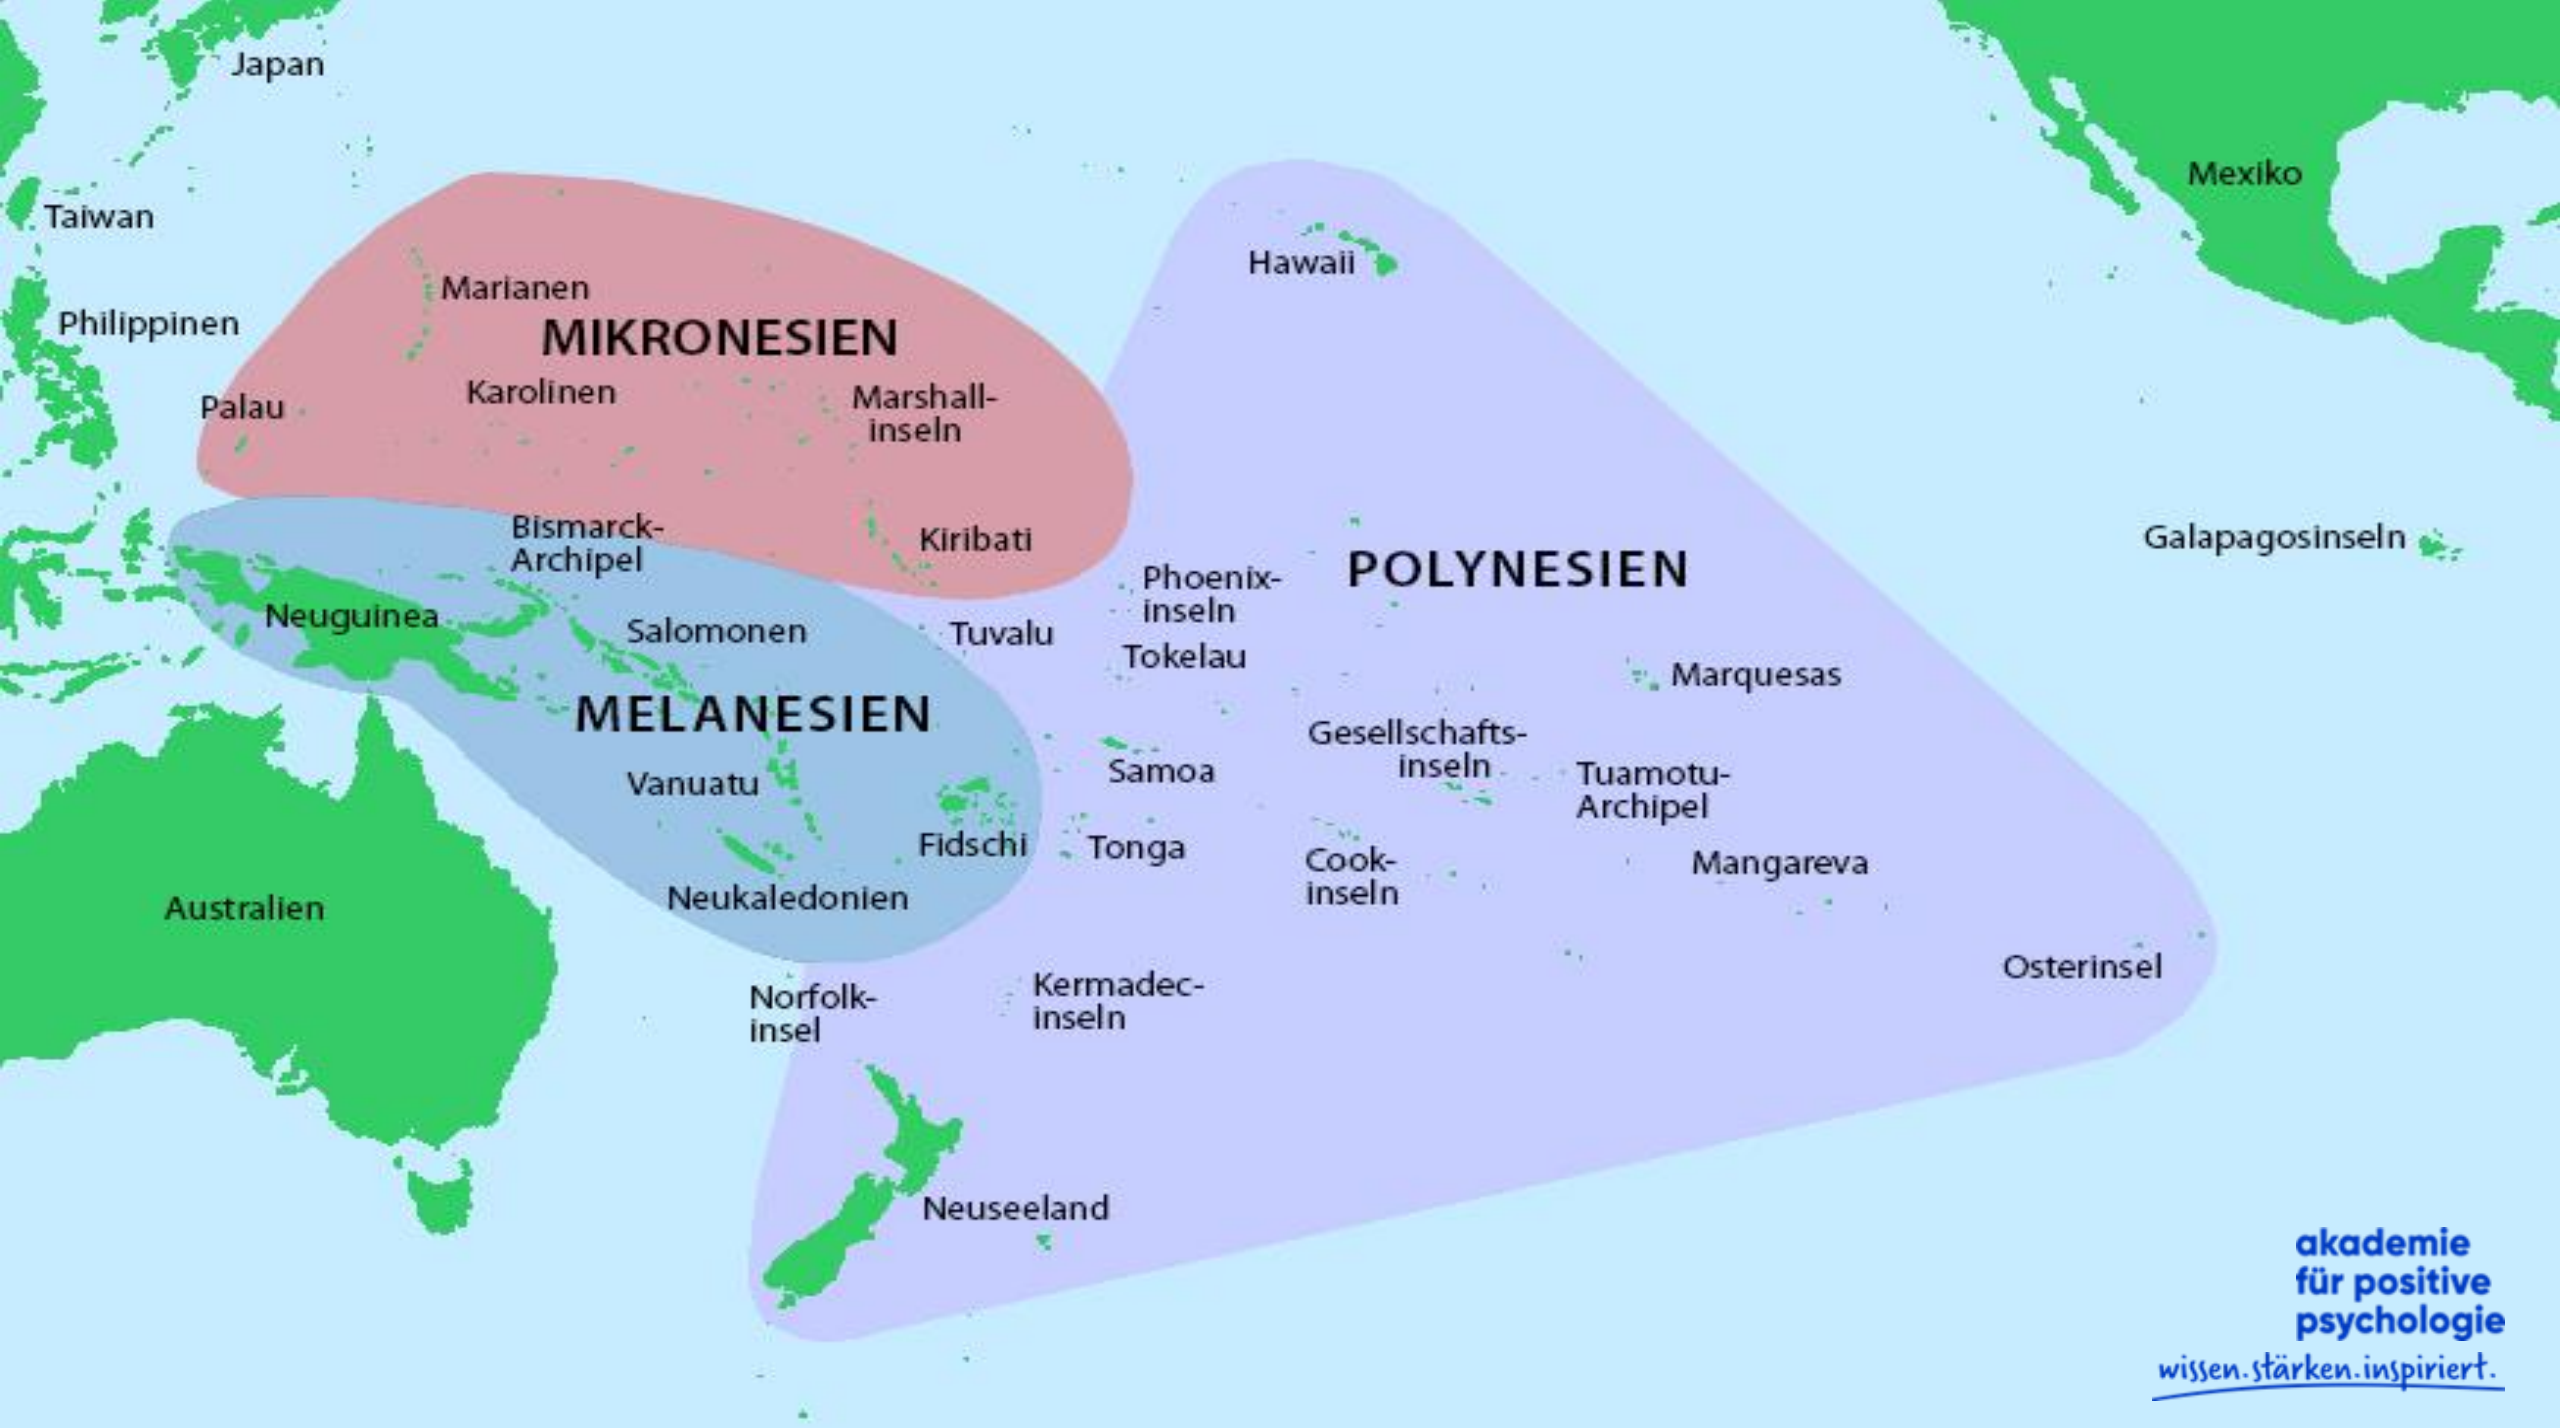 Japan
Mexiko
Taiwan
Hawaii
Marianen
Philippinen
MIKRONESIEN
Karolinen
Marshall-
inseln
Palau
Bismarck-
Archipel
Kiribati
Galapagosinseln
Phoenix-
inseln
POLYNESIEN
Neuguinea
Salomonen
Tuvalu
Tokelau
Marquesas
MELANESIEN
Gesellschafts-
inseln
Vanuatu
Samoa
Tuamotu-
Archipel
Fidschi
Tonga
Cook-
inseln
Mangareva
Neukaledonien
Australien
Osterinsel
Norfolk-
insel
Kermadec-
inseln
Neuseeland
akademie
für positive
psychologie
wissen.stärken.inspiriert.